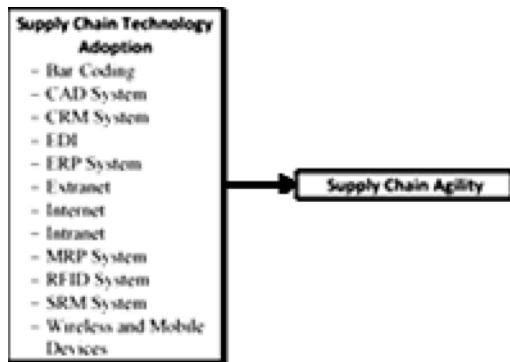 Supply Chain Technology
Adoption
– Bar Coding
– CAD System
– CRM System
– EDI
– ERP System
– Extranet
– Internet
– Intranet
– MRP System
– RFID System
– SRM System
– Wireless and Mobile
Devices
Supply Chain Agility